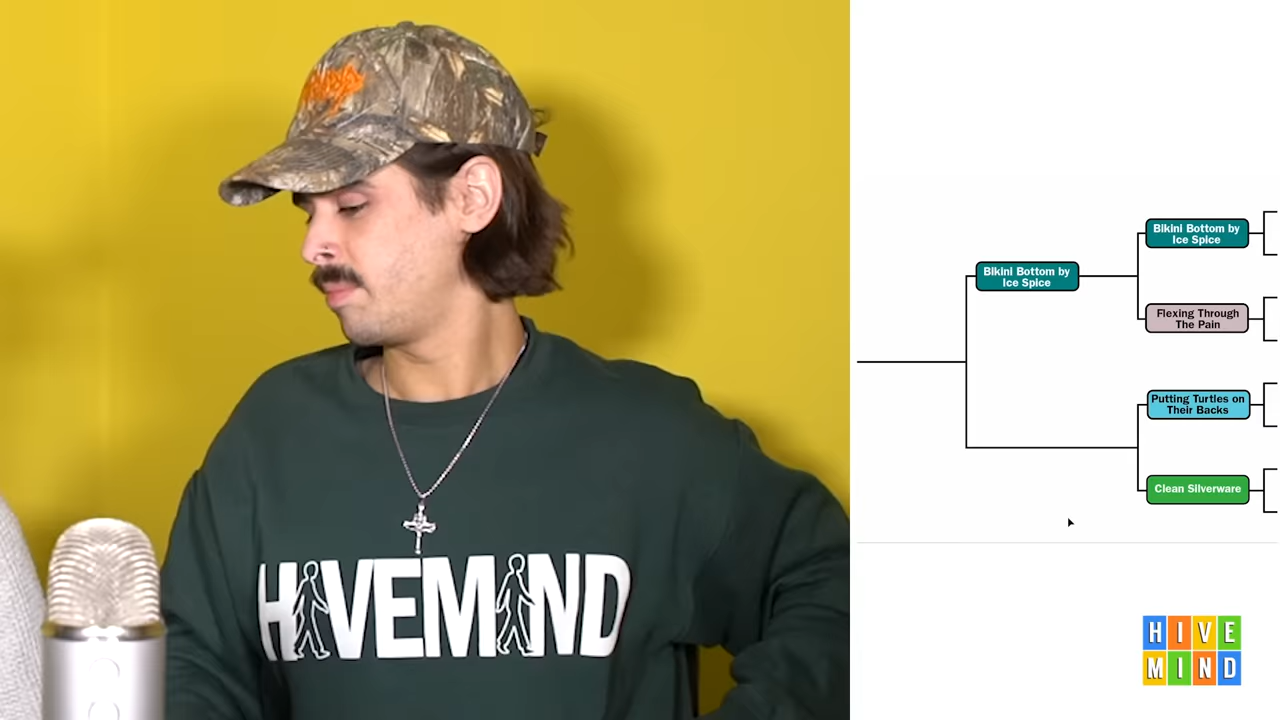 HIVEMIND
Bikini Bottom by
Ice Spice
Bikini Bottom by
Ice Spice
Flexing Through
The Pain
Putting Turtles on
Their Backs
Clean Silverware
HIVE
MIND